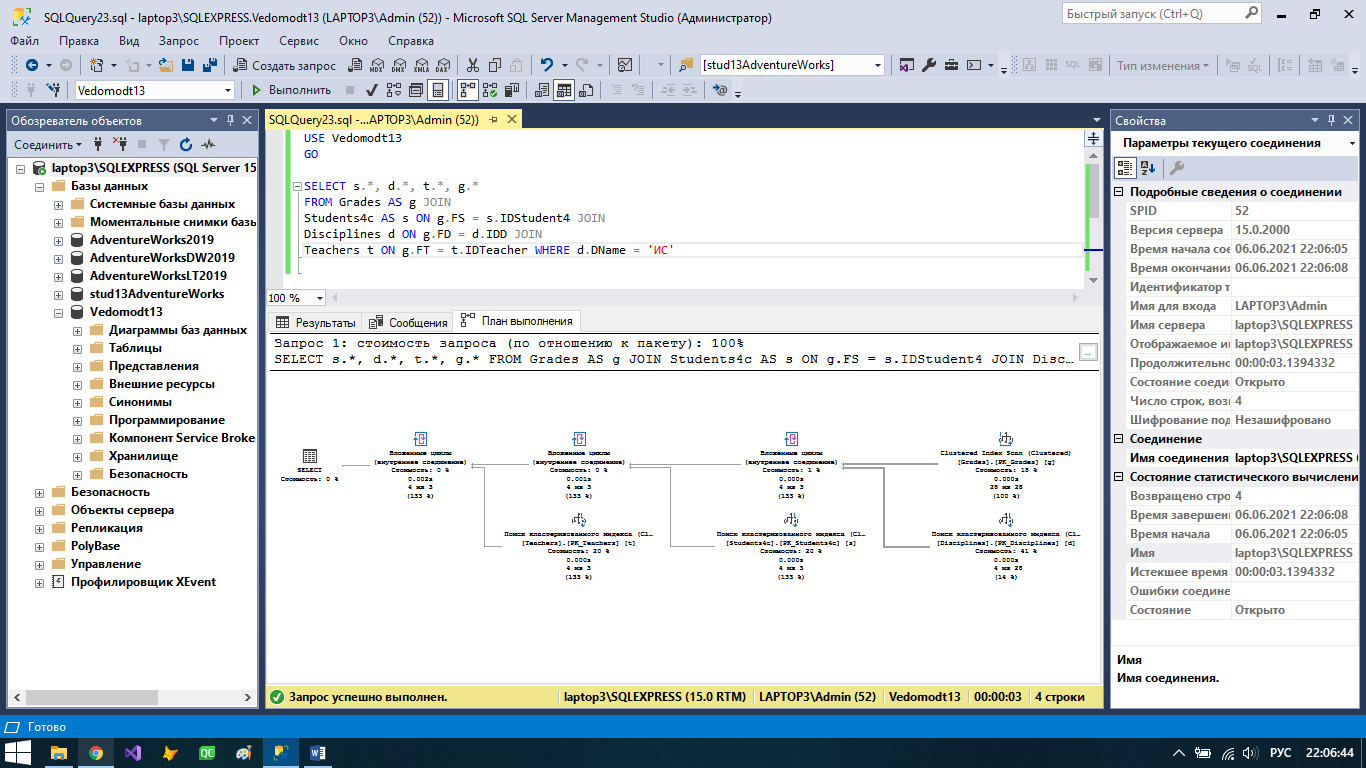 SQLQuery23.sql - laptop3\SQLEXPRESS.Vedomodt13 (LAPTOP3\Admin (52)) - Microsoft SQL Server Management Studio (Администратор)
Быстрый запуск (Ctrl+Q)
Файл Правка Вид Запрос Проект Сервис Окно Справка
Создать запрос
MDX DMX XMLA DAX
[stud13AdventureWorks]
SQL
Тип изменения
Vedomodt13
Выполнить
Обозреватель объектов
Соединить
laptop3\SQLEXPRESS (SQL Server 15
Базы данных
Системные базы данных
Моментальные снимки базы
AdventureWorks2019
AdventureWorksDW2019
AdventureWorksLT2019
stud13AdventureWorks
Vedomodt13
Диаграммы баз данных
Таблицы
Представления
Внешние ресурсы
Синонимы
Программирование
Компонент Service Broke
Хранилище
Безопасность
Безопасность
Объекты сервера
Репликация
PolyBase
Управление
Профилировщик XEvent
SQLQuery23.sql -...APTOP3\Admin (52))
USE Vedomodt13
GO
SELECT s.*, d.*, t.*, g.*
FROM Grades AS g JOIN
Students4c AS s ON g.FS = s.IDStudent4 JOIN
Disciplines d ON g.FD = d.IDD JOIN
Teachers t ON g.FT = t.IDTeacher WHERE d.DName = 'ИС'
100 %
Результаты Сообщения План выполнения
Запрос 1: стоимость запроса (по отношению к пакету): 100%
SELECT s.*, d.*, t.*, g.* FROM Grades AS g JOIN Students4c AS s ON g.FS = s.IDStudent4 JOIN Disc...
SELECT
Стоимость: 0 %
Вложенные циклы
(внутреннее соединение)
Стоимость: 0 %
0.002s
4 из 3
(133 %)
Вложенные циклы
(внутреннее соединение)
Стоимость: 0 %
0.001s
4 из 3
(133 %)
Вложенные циклы
(внутреннее соединение)
Стоимость: 1 %
0.000s
4 из 3
(133 %)
Clustered Index Scan (Clustered)
[Grades].[PK_Grades] [g]
Стоимость: 18 %
0.000s
28 из 28
(100 %)
Поиск кластеризованного индекса (Cl...
[Teachers].[PK_Teachers] [t]
Стоимость: 20 %
0.000s
4 из 3
(133 %)
Поиск кластеризованного индекса (Cl...
[Students4c].[PK_Students4c] [s]
Стоимость: 20 %
0.000s
4 из 3
(133 %)
Поиск кластеризованного индекса (Cl...
[Disciplines].[PK_Disciplines] [d]
Стоимость: 41 %
0.000s
4 из 28
(14 %)
Запрос успешно выполнен.
laptop3\SQLEXPRESS (15.0 RTM) LAPTOP3\Admin (52) Vedomodt13 00:00:03 4 строки
Свойства
Параметры текущего соединения
Подробные сведения о соединении
SPID 52
Версия сервера 15.0.2000
Время начала сое 06.06.2021 22:06:05
Время окончания 06.06.2021 22:06:08
Идентификатор т
Имя для входа LAPTOP3\Admin
Имя сервера laptop3\SQLEXPRESS
Отображаемое им laptop3\SQLEXPRESS
Продолжительно 00:00:03.1394332
Состояние соеди Открыто
Число строк, возв 4
Шифрование под Незашифровано
Соединение
Имя соединения laptop3\SQLEXPRESS (
Состояние статистического вычислени
Возвращено стро 4
Время завершен 06.06.2021 22:06:08
Время начала 06.06.2021 22:06:05
Имя laptop3\SQLEXPRESS
Истекшее время 00:00:03.1394332
Ошибки соедине
Состояние Открыто
Имя
Имя соединения.
Готово
QC
W
РУС 22:06:44